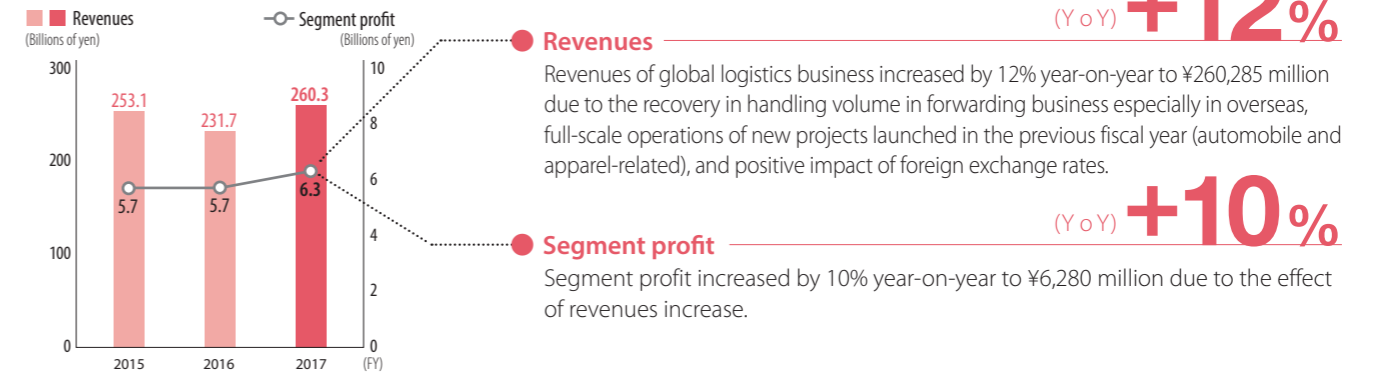 Revenues
(Billions of yen)
Segment profit
(Billions of yen)
300
200
100
0
10
8
6
4
2
0
253.1
231.7
260.3
5.7
5.7
6.3
2015
2016
2017
(FY)
(Y o Y) +12%
Revenues
Revenues of global logistics business increased by 12% year-on-year to ¥260,285 million
due to the recovery in handling volume in forwarding business especially in overseas,
full-scale operations of new projects launched in the previous fiscal year (automobile and
apparel-related), and positive impact of foreign exchange rates.
(Y o Y) +10%
Segment profit
Segment profit increased by 10% year-on-year to ¥6,280 million due to the effect
of revenues increase.